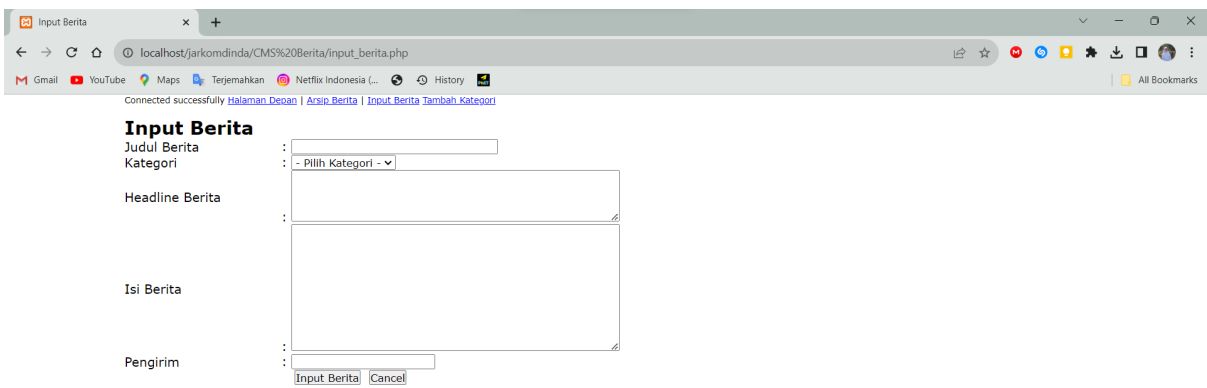 Input Berita
localhost/jarkomdinda/CMS%20Berita/input_berita.php
Gmail YouTube Maps Terjemahkan Netflix Indonesia (... History All Bookmarks
Connected successfully Halaman Depan | Arsip Berita | Input Berita Tambah Kategori
Input Berita
Judul Berita :
Kategori : - Pilih Kategori -
Headline Berita :
Isi Berita :
Pengirim :
Input Berita Cancel